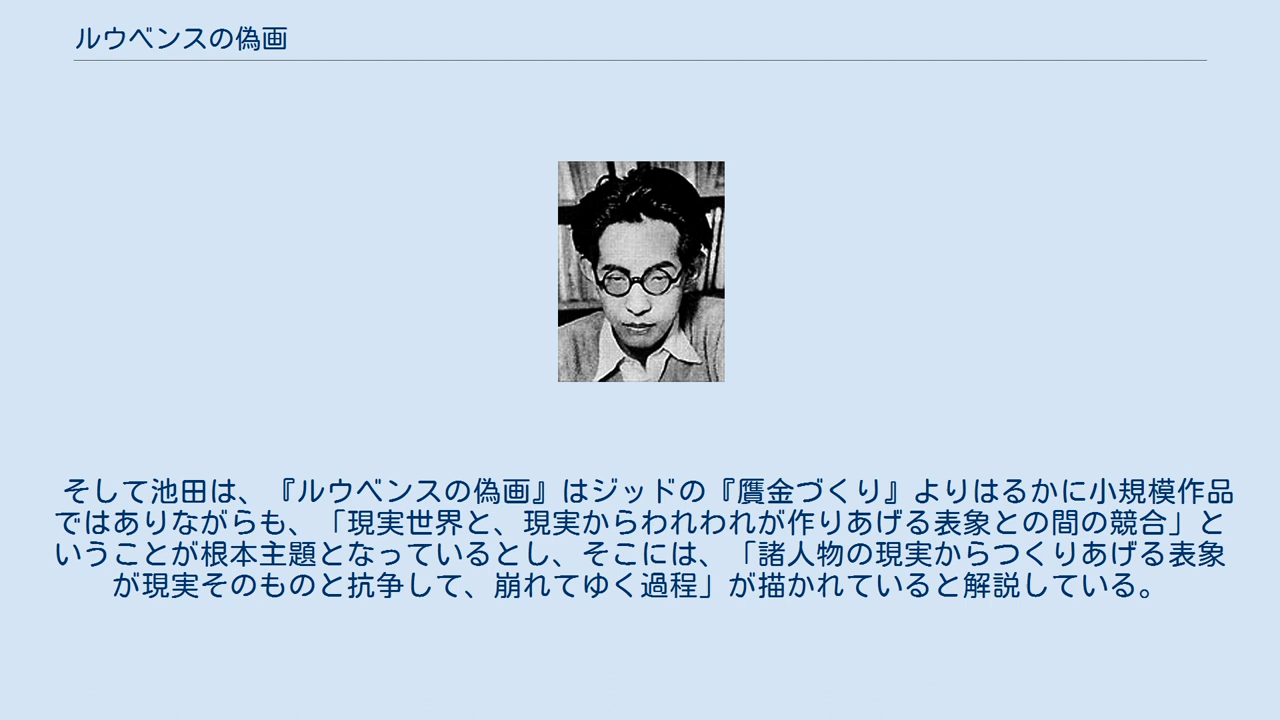 ルウベンスの偽画
そして池田は、『ルウベンスの偽画』はジッドの『贋金づくり』よりはるかに小規模作品
ではありながらも、「現実世界と、現実からわれわれが作りあげる表象との間の競合」と
いうことが根本主題となっているとし、そこには、「諸人物の現実からつくりあげる表象
が現実そのものと抗争して、崩れてゆく過程」が描かれていると解説している。